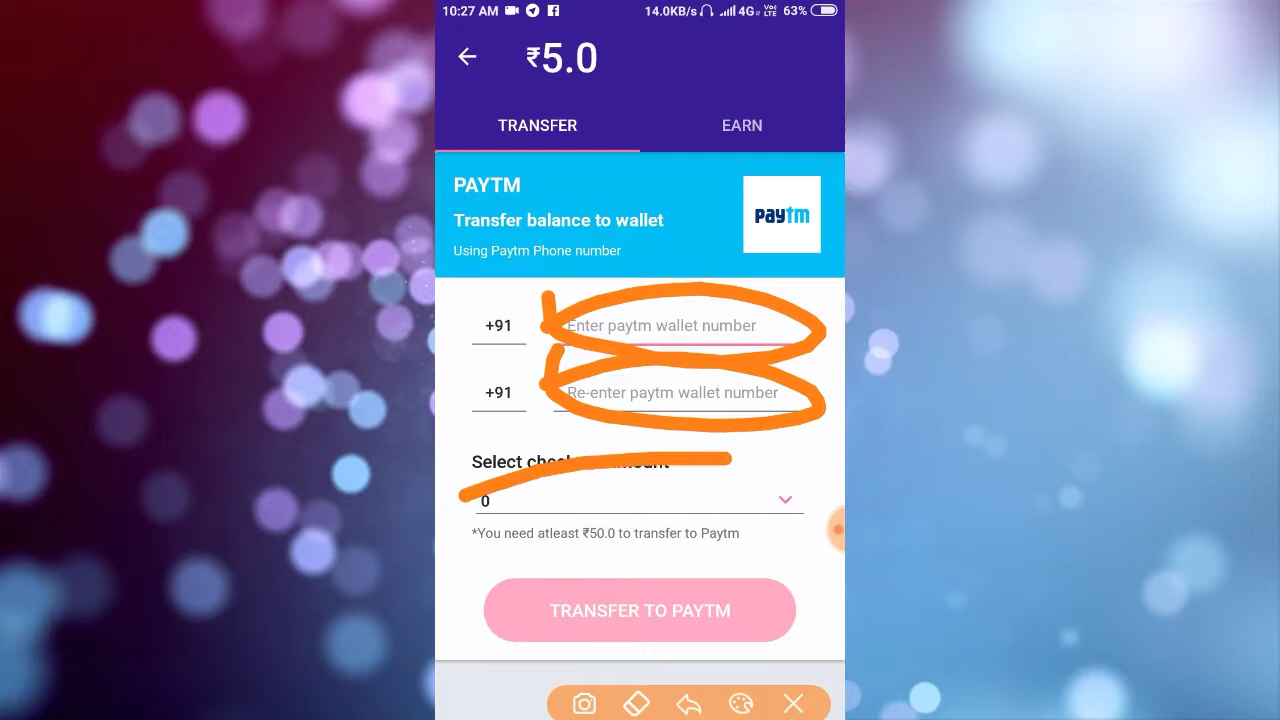 10:27 AM 14.0KB/s 4G VoLTE 63%
₹5.0
TRANSFER EARN
PAYTM
Transfer balance to wallet
Using Paytm Phone number
paytm
+91 Enter paytm wallet number
+91 Re-enter paytm wallet number
Select
0
*You need atleast ₹50.0 to transfer to Paytm
TRANSFER TO PAYTM